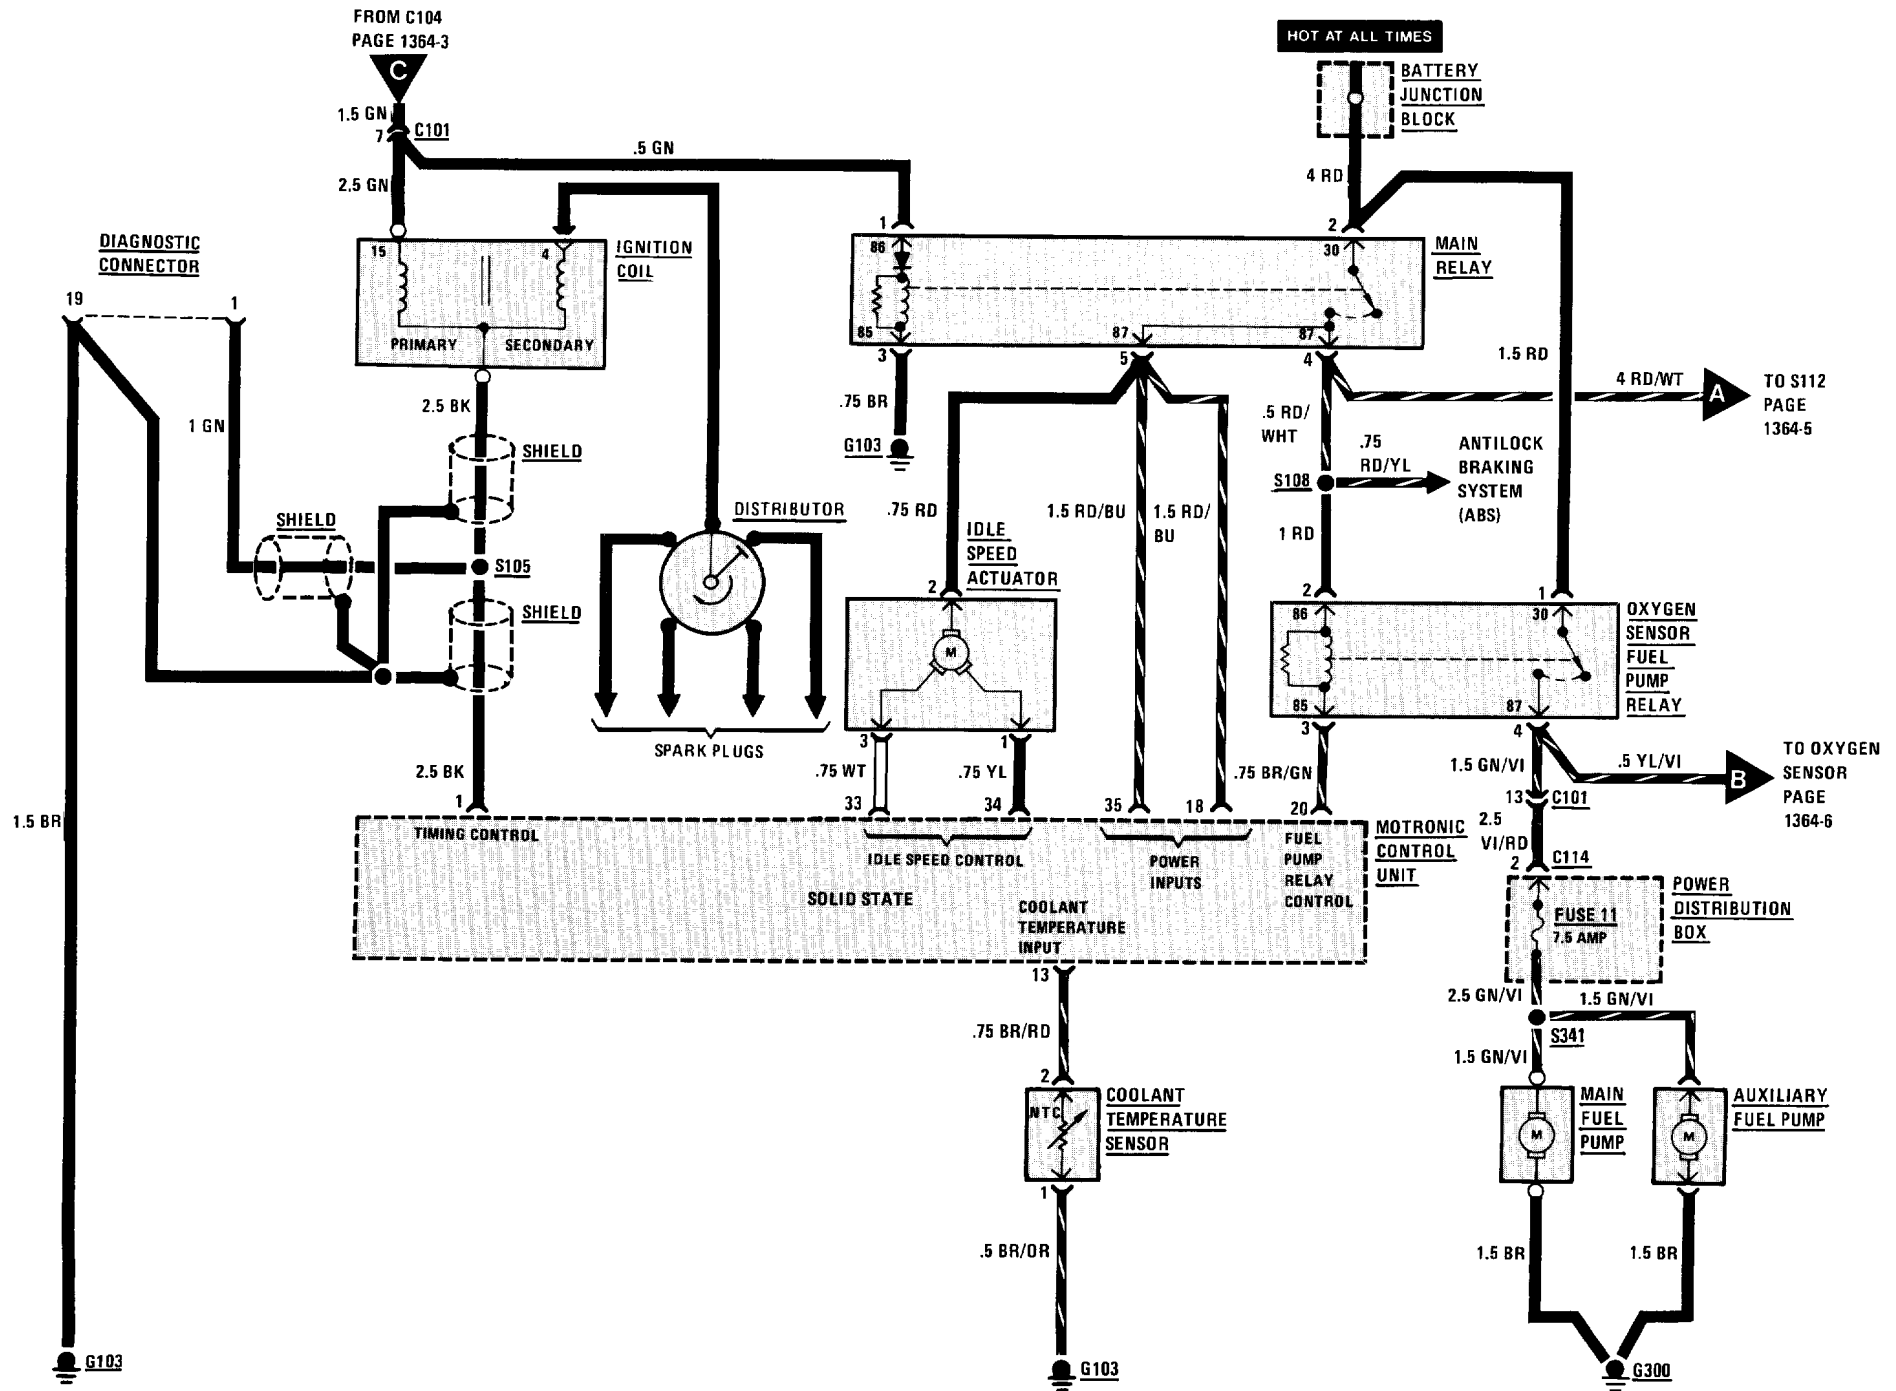 FROM C104
PAGE 1364-3
C
1.5 GN
7
C101
.5 GN
2.5 GN
HOT AT ALL TIMES
BATTERY
JUNCTION
BLOCK
4 RD
DIAGNOSTIC
CONNECTOR
19
1
15
4
IGNITION
COIL
PRIMARY
SECONDARY
1
86
85
2
30
87
87
MAIN
RELAY
3
5
4
1.5 RD
4 RD/WT
A
TO S112
PAGE
1364-5
2.5 BK
1 GN
SHIELD
SHIELD
S105
SHIELD
.75 BR
G103
.5 RD/
WHT
.75
RD/YL
ANTILOCK
BRAKING
SYSTEM
(ABS)
S108
1 RD
DISTRIBUTOR
SPARK PLUGS
.75 RD
1.5 RD/BU
1.5 RD/
BU
IDLE
SPEED
ACTUATOR
2
M
3
1
.75 WT
.75 YL
2
86
85
1
30
87
OXYGEN
SENSOR
FUEL
PUMP
RELAY
3
4
.75 BR/GN
1.5 GN/VI
.5 YL/VI
B
TO OXYGEN
SENSOR
PAGE
1364-6
13
C101
2.5
VI/RD
2
C114
2.5 BK
1
33
34
35
18
20
1.5 BR
TIMING CONTROL
IDLE SPEED CONTROL
POWER
INPUTS
FUEL
PUMP
RELAY
CONTROL
SOLID STATE
COOLANT
TEMPERATURE
INPUT
MOTRONIC
CONTROL
UNIT
FUSE 11
7.5 AMP
POWER
DISTRIBUTION
BOX
13
.75 BR/RD
2
NTC
COOLANT
TEMPERATURE
SENSOR
1
.5 BR/OR
2.5 GN/VI
1.5 GN/VI
S341
1.5 GN/VI
M
MAIN
FUEL
PUMP
M
AUXILIARY
FUEL PUMP
1.5 BR
1.5 BR
G103
G103
G300